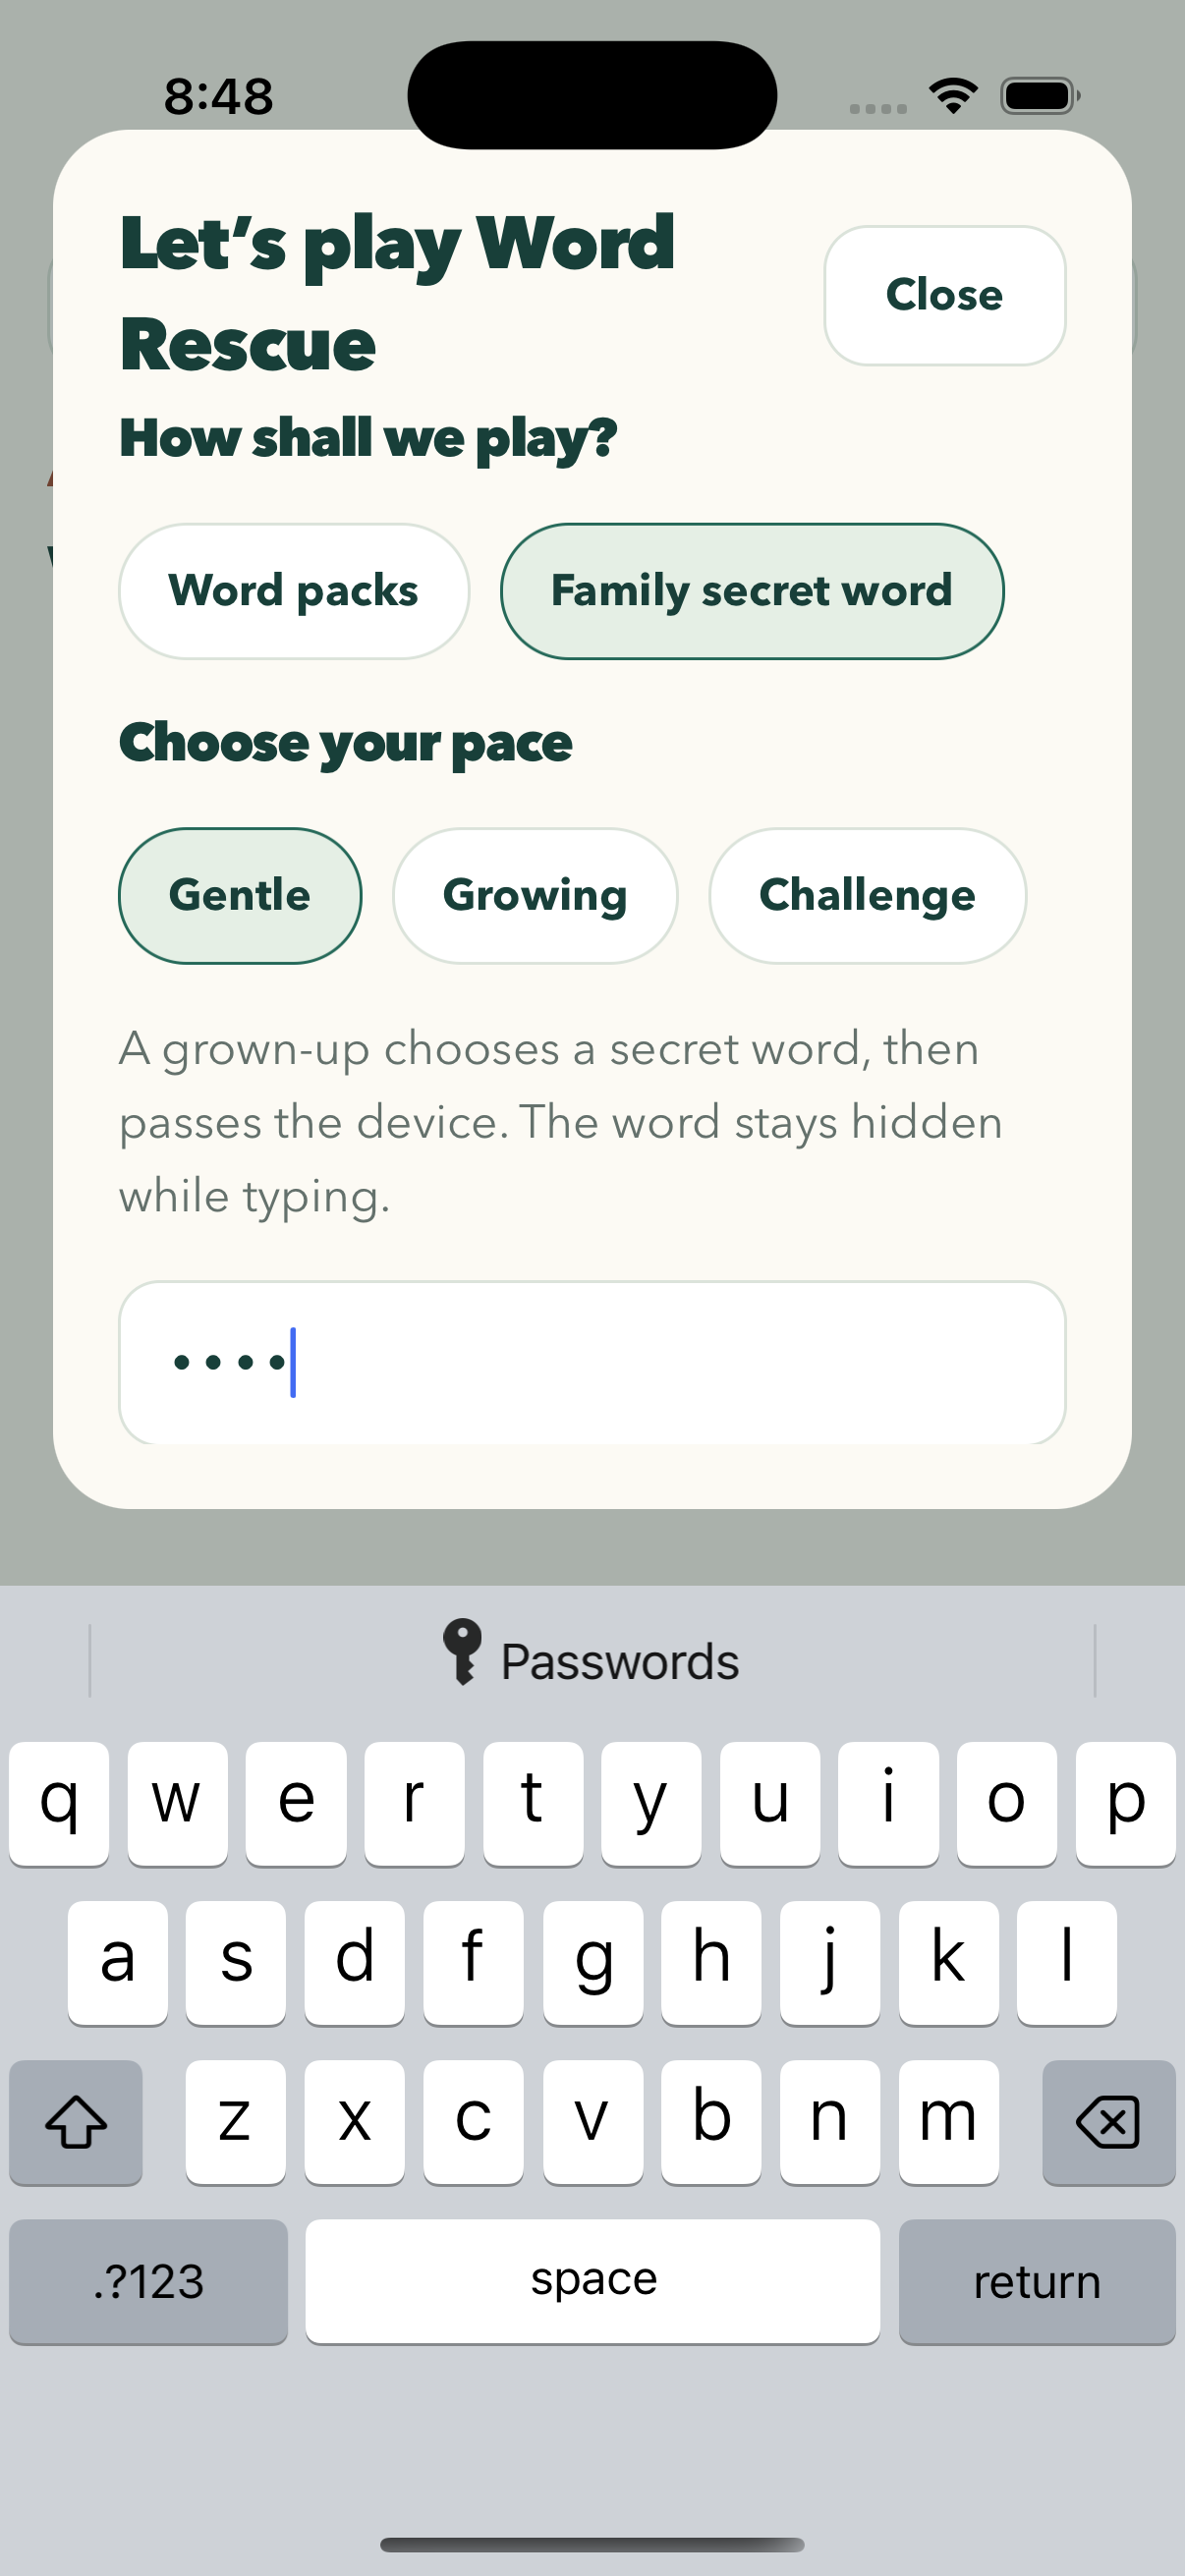 8:48
Let’s play Word
Rescue
Close
How shall we play?
Word packs
Family secret word
Choose your pace
Gentle
Growing
Challenge
A grown-up chooses a secret word, then
passes the device. The word stays hidden
while typing.
••••
Passwords
q w e r t y u i o p
a s d f g h j k l
z x c v b n m
.?123
space
return